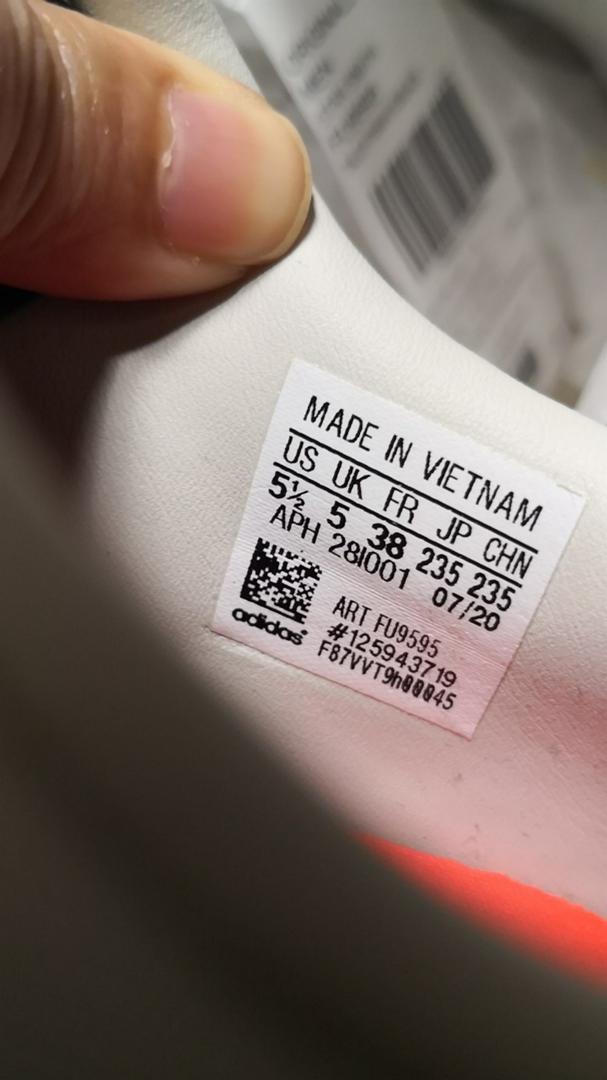 MADE IN VIETNAM
US UK FR JP CHN
5½ 5 38 235 235
APH 28I001 07/20
ART FU9595
#125943719
F87VVT9h00045
adidas